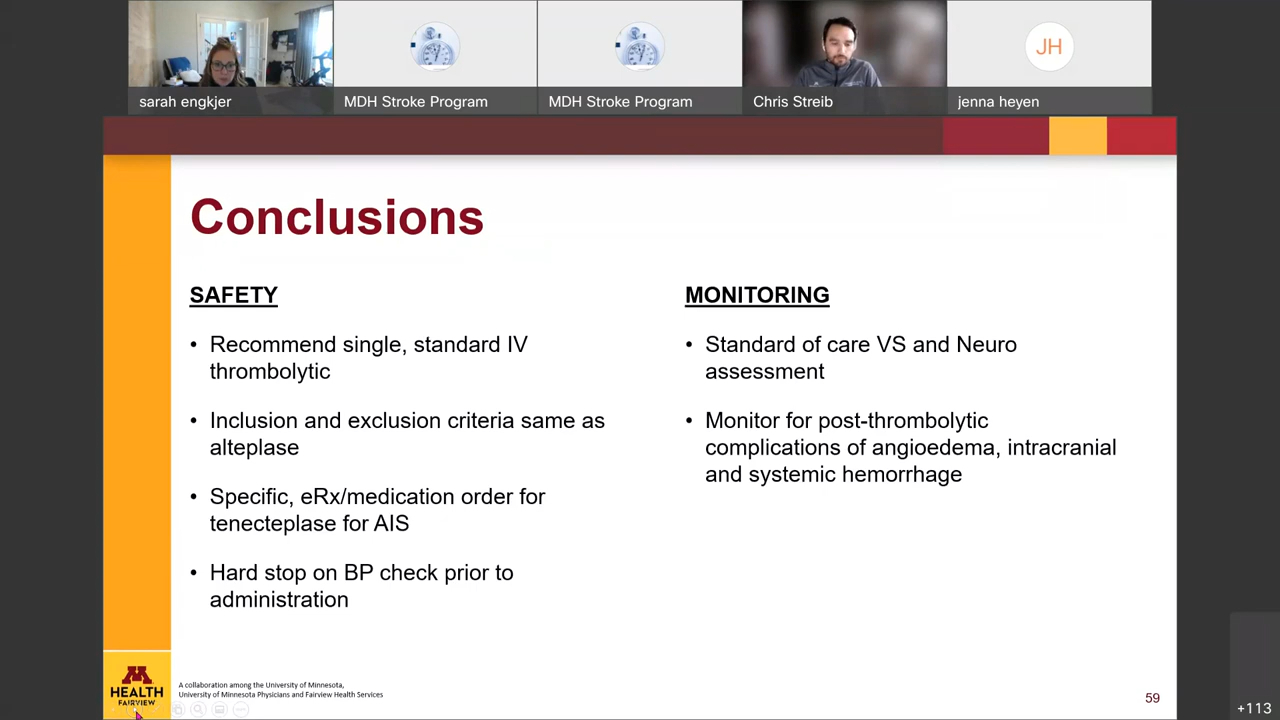 sarah engkjer
MDH Stroke Program
MDH Stroke Program
Chris Streib
JH
jenna heyen
Conclusions
SAFETY
• Recommend single, standard IV
thrombolytic
• Inclusion and exclusion criteria same as
alteplase
• Specific, eRx/medication order for
tenecteplase for AIS
• Hard stop on BP check prior to
administration
MONITORING
• Standard of care VS and Neuro
assessment
• Monitor for post-thrombolytic
complications of angioedema, intracranial
and systemic hemorrhage
M
HEALTH
FAIRVIEW
A collaboration among the University of Minnesota,
University of Minnesota Physicians and Fairview Health Services
59
+113